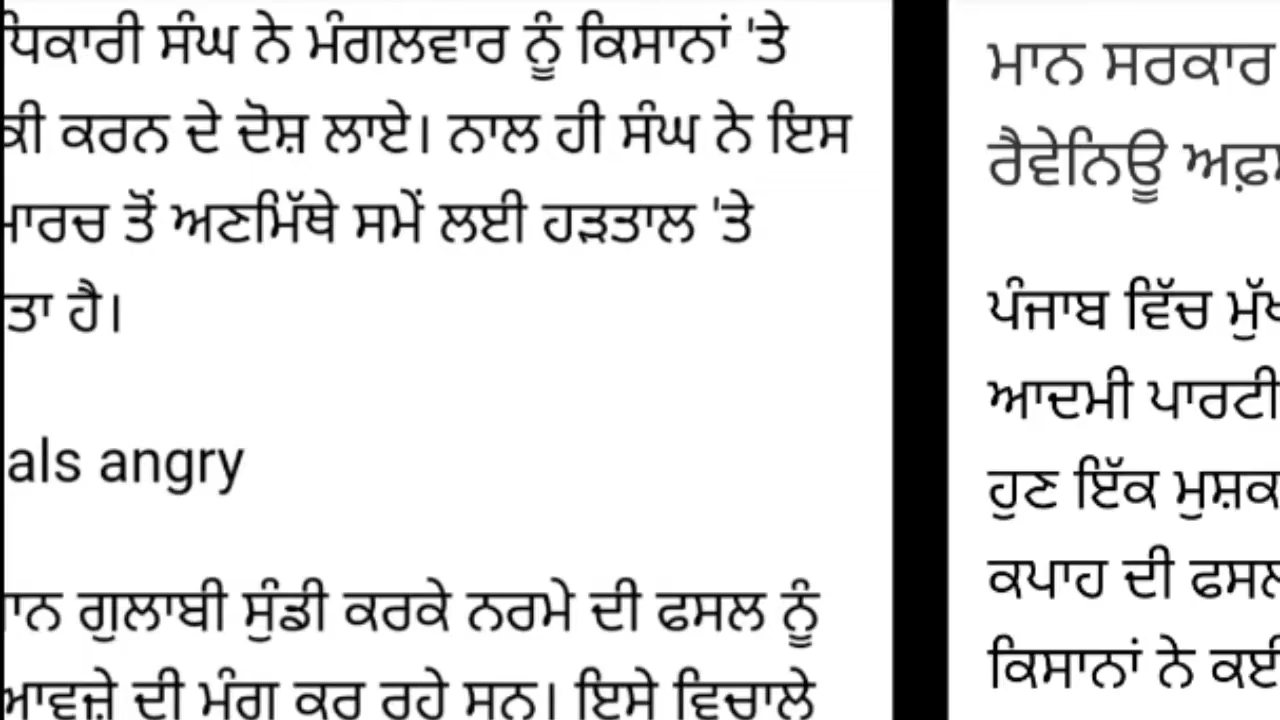 ਧਿਕਾਰੀ ਸੰਘ ਨੇ ਮੰਗਲਵਾਰ ਨੂੰ ਕਿਸਾਨਾਂ 'ਤੇ
ਕੀ ਕਰਨ ਦੇ ਦੋਸ਼ ਲਾਏ। ਨਾਲ ਹੀ ਸੰਘ ਨੇ ਇਸ
ਮਾਰਚ ਤੋਂ ਅਣਮਿੱਥੇ ਸਮੇਂ ਲਈ ਹੜਤਾਲ 'ਤੇ
ਤਾ ਹੈ।
als angry
ਾਨ ਗੁਲਾਬੀ ਸੁੰਡੀ ਕਰਕੇ ਨਰਮੇ ਦੀ ਫਸਲ ਨੂੰ
ਆਵਜ਼ੇ ਦੀ ਮੰਗ ਕਰ ਰਹੇ ਸਨ। ਇਸੇ ਵਿਚਾਲੇ
ਮਾਨ ਸਰਕਾਰ
ਰੈਵੇਨਿਊ ਅਫ਼
ਪੰਜਾਬ ਵਿੱਚ ਮੁੱ
ਆਦਮੀ ਪਾਰਟੀ
ਹੁਣ ਇੱਕ ਮੁਸ਼ਕ
ਕਪਾਹ ਦੀ ਫਸਲ
ਕਿਸਾਨਾਂ ਨੇ ਕਈ